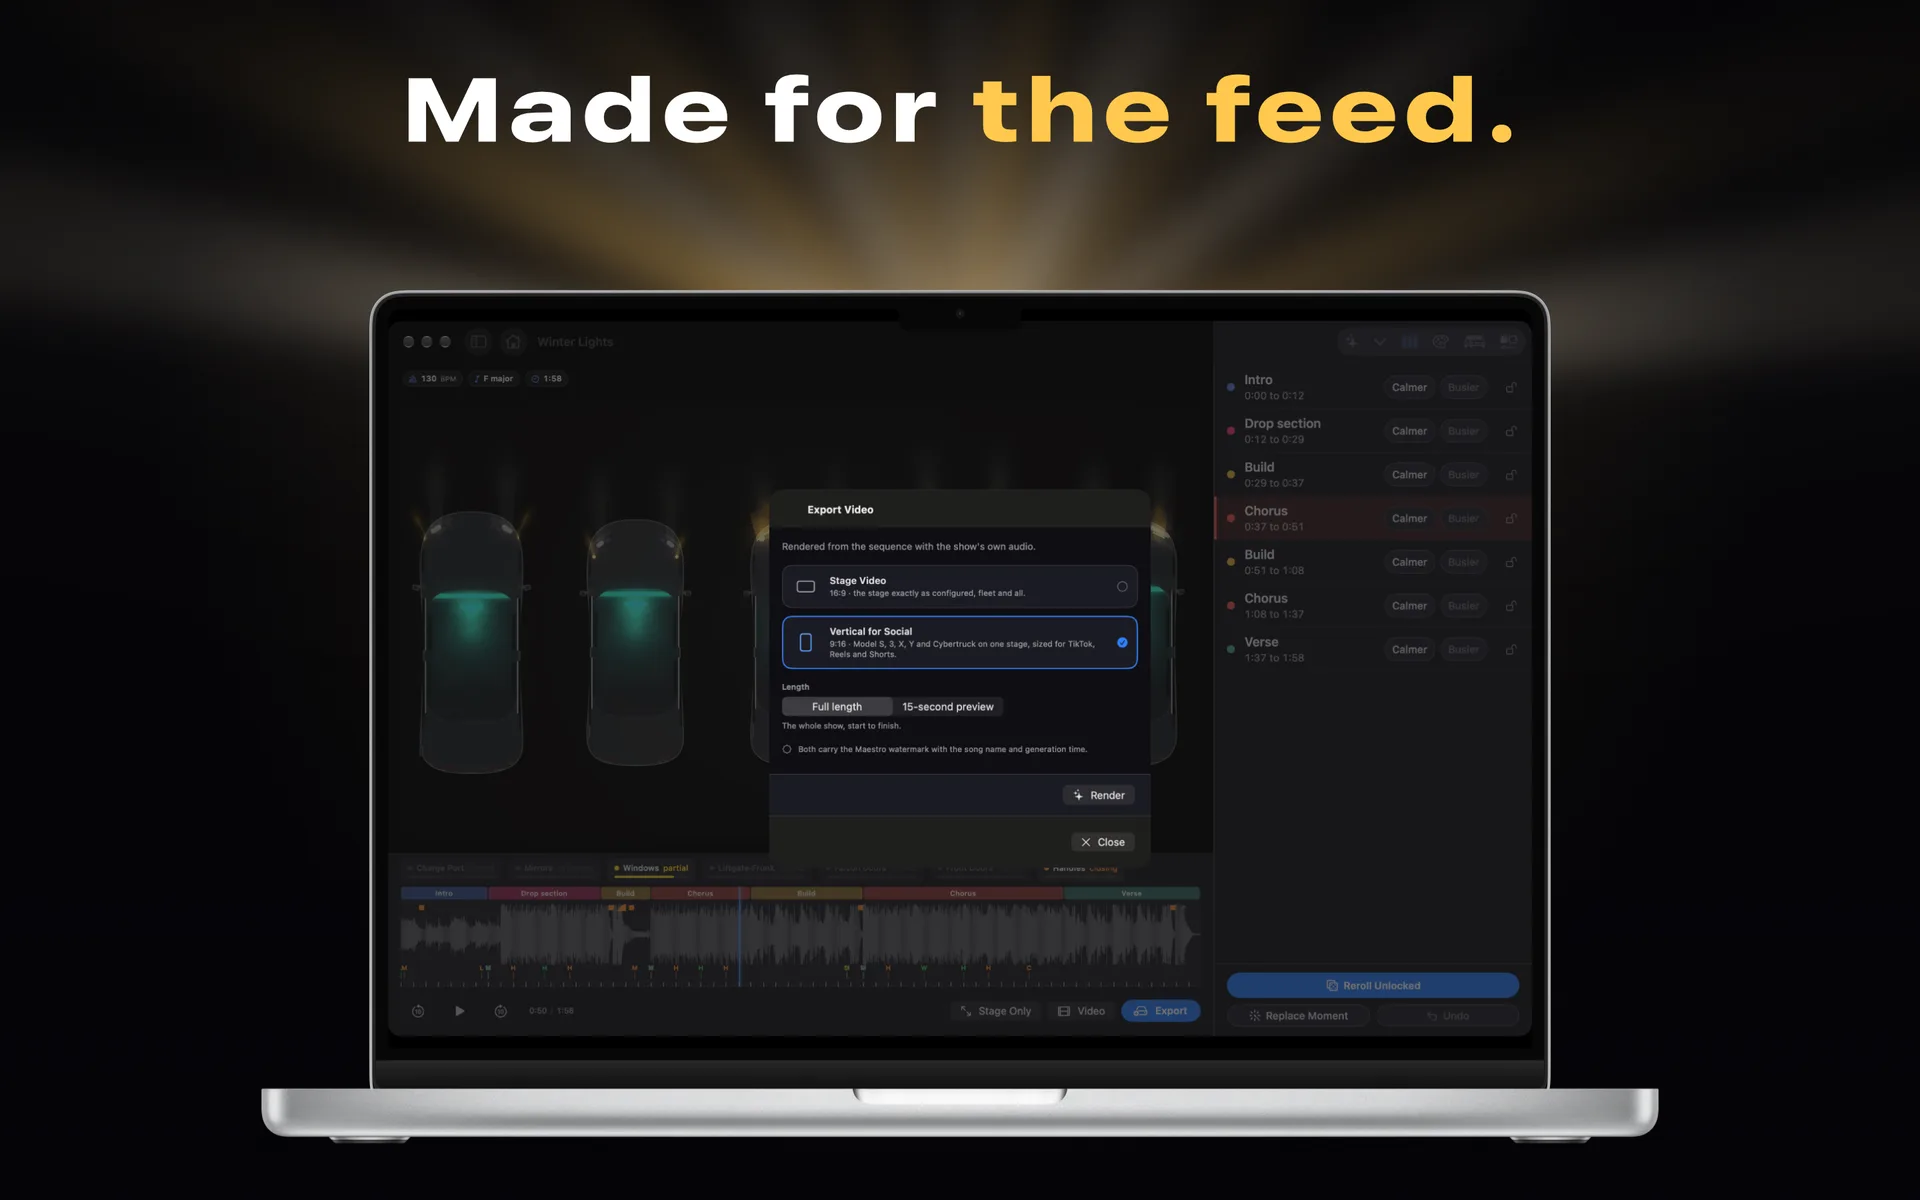 Made for the feed.
Winter Lights
130 BPM
F major
1:58
Intro
0:00 to 0:12
Calmer
Busier
Drop section
0:12 to 0:29
Calmer
Busier
Build
0:29 to 0:37
Calmer
Busier
Chorus
0:37 to 0:51
Calmer
Busier
Build
0:51 to 1:08
Calmer
Busier
Chorus
1:08 to 1:37
Calmer
Busier
Verse
1:37 to 1:58
Calmer
Busier
Export Video
Rendered from the sequence with the show's own audio.
Stage Video
16:9 · the stage exactly as configured, fleet and all.
Vertical for Social
9:16 · Model S, 3, X, Y and Cybertruck on one stage, sized for TikTok,
Reels and Shorts.
Length
Full length
15-second preview
The whole show, start to finish.
Both carry the Maestro watermark with the song name and generation time.
Render
Close
Windows partial
Intro
Drop section
Build
Chorus
Build
Chorus
Verse
0:50 / 1:58
Stage Only
Video
Export
Reroll Unlocked
Replace Moment
Undo